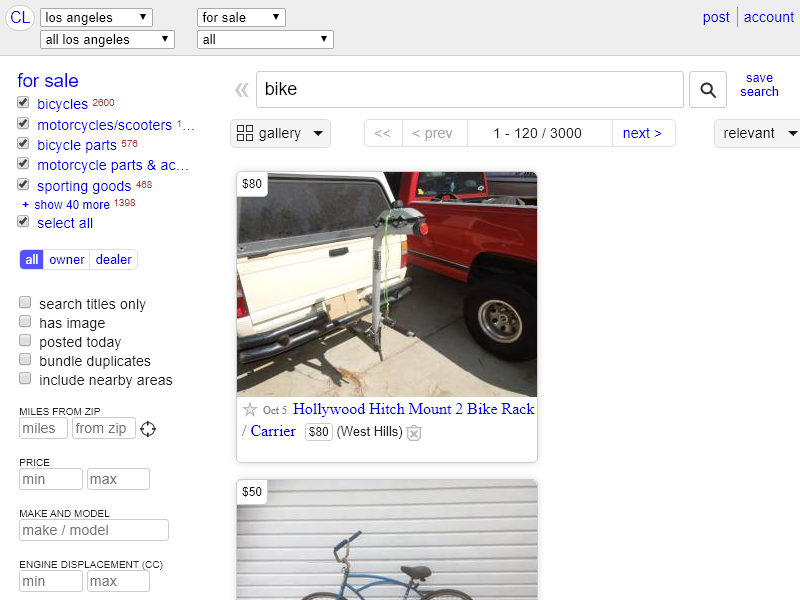 CL
los angeles
for sale
post
account
all los angeles
all
for sale
bicycles 2600
motorcycles/scooters 1...
bicycle parts 576
motorcycle parts & ac...
sporting goods 468
+ show 40 more 1398
select all
all owner dealer
search titles only
has image
posted today
bundle duplicates
include nearby areas
MILES FROM ZIP
miles from zip
PRICE
min max
MAKE AND MODEL
make / model
ENGINE DISPLACEMENT (CC)
min max
« bike
save
search
gallery
<< < prev 1 - 120 / 3000 next >
relevant
$80
Oct 5 Hollywood Hitch Mount 2 Bike Rack
/ Carrier $80 (West Hills)
$50